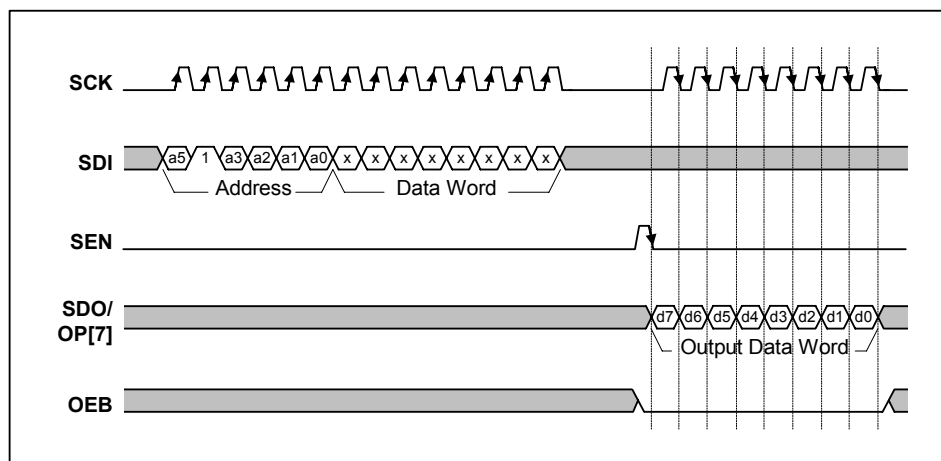 SCK
SDI a5 1 a3 a2 a1 a0 x x x x x x x x
Address Data Word
SEN
SDO/
OP[7] d7 d6 d5 d4 d3 d2 d1 d0
Output Data Word
OEB